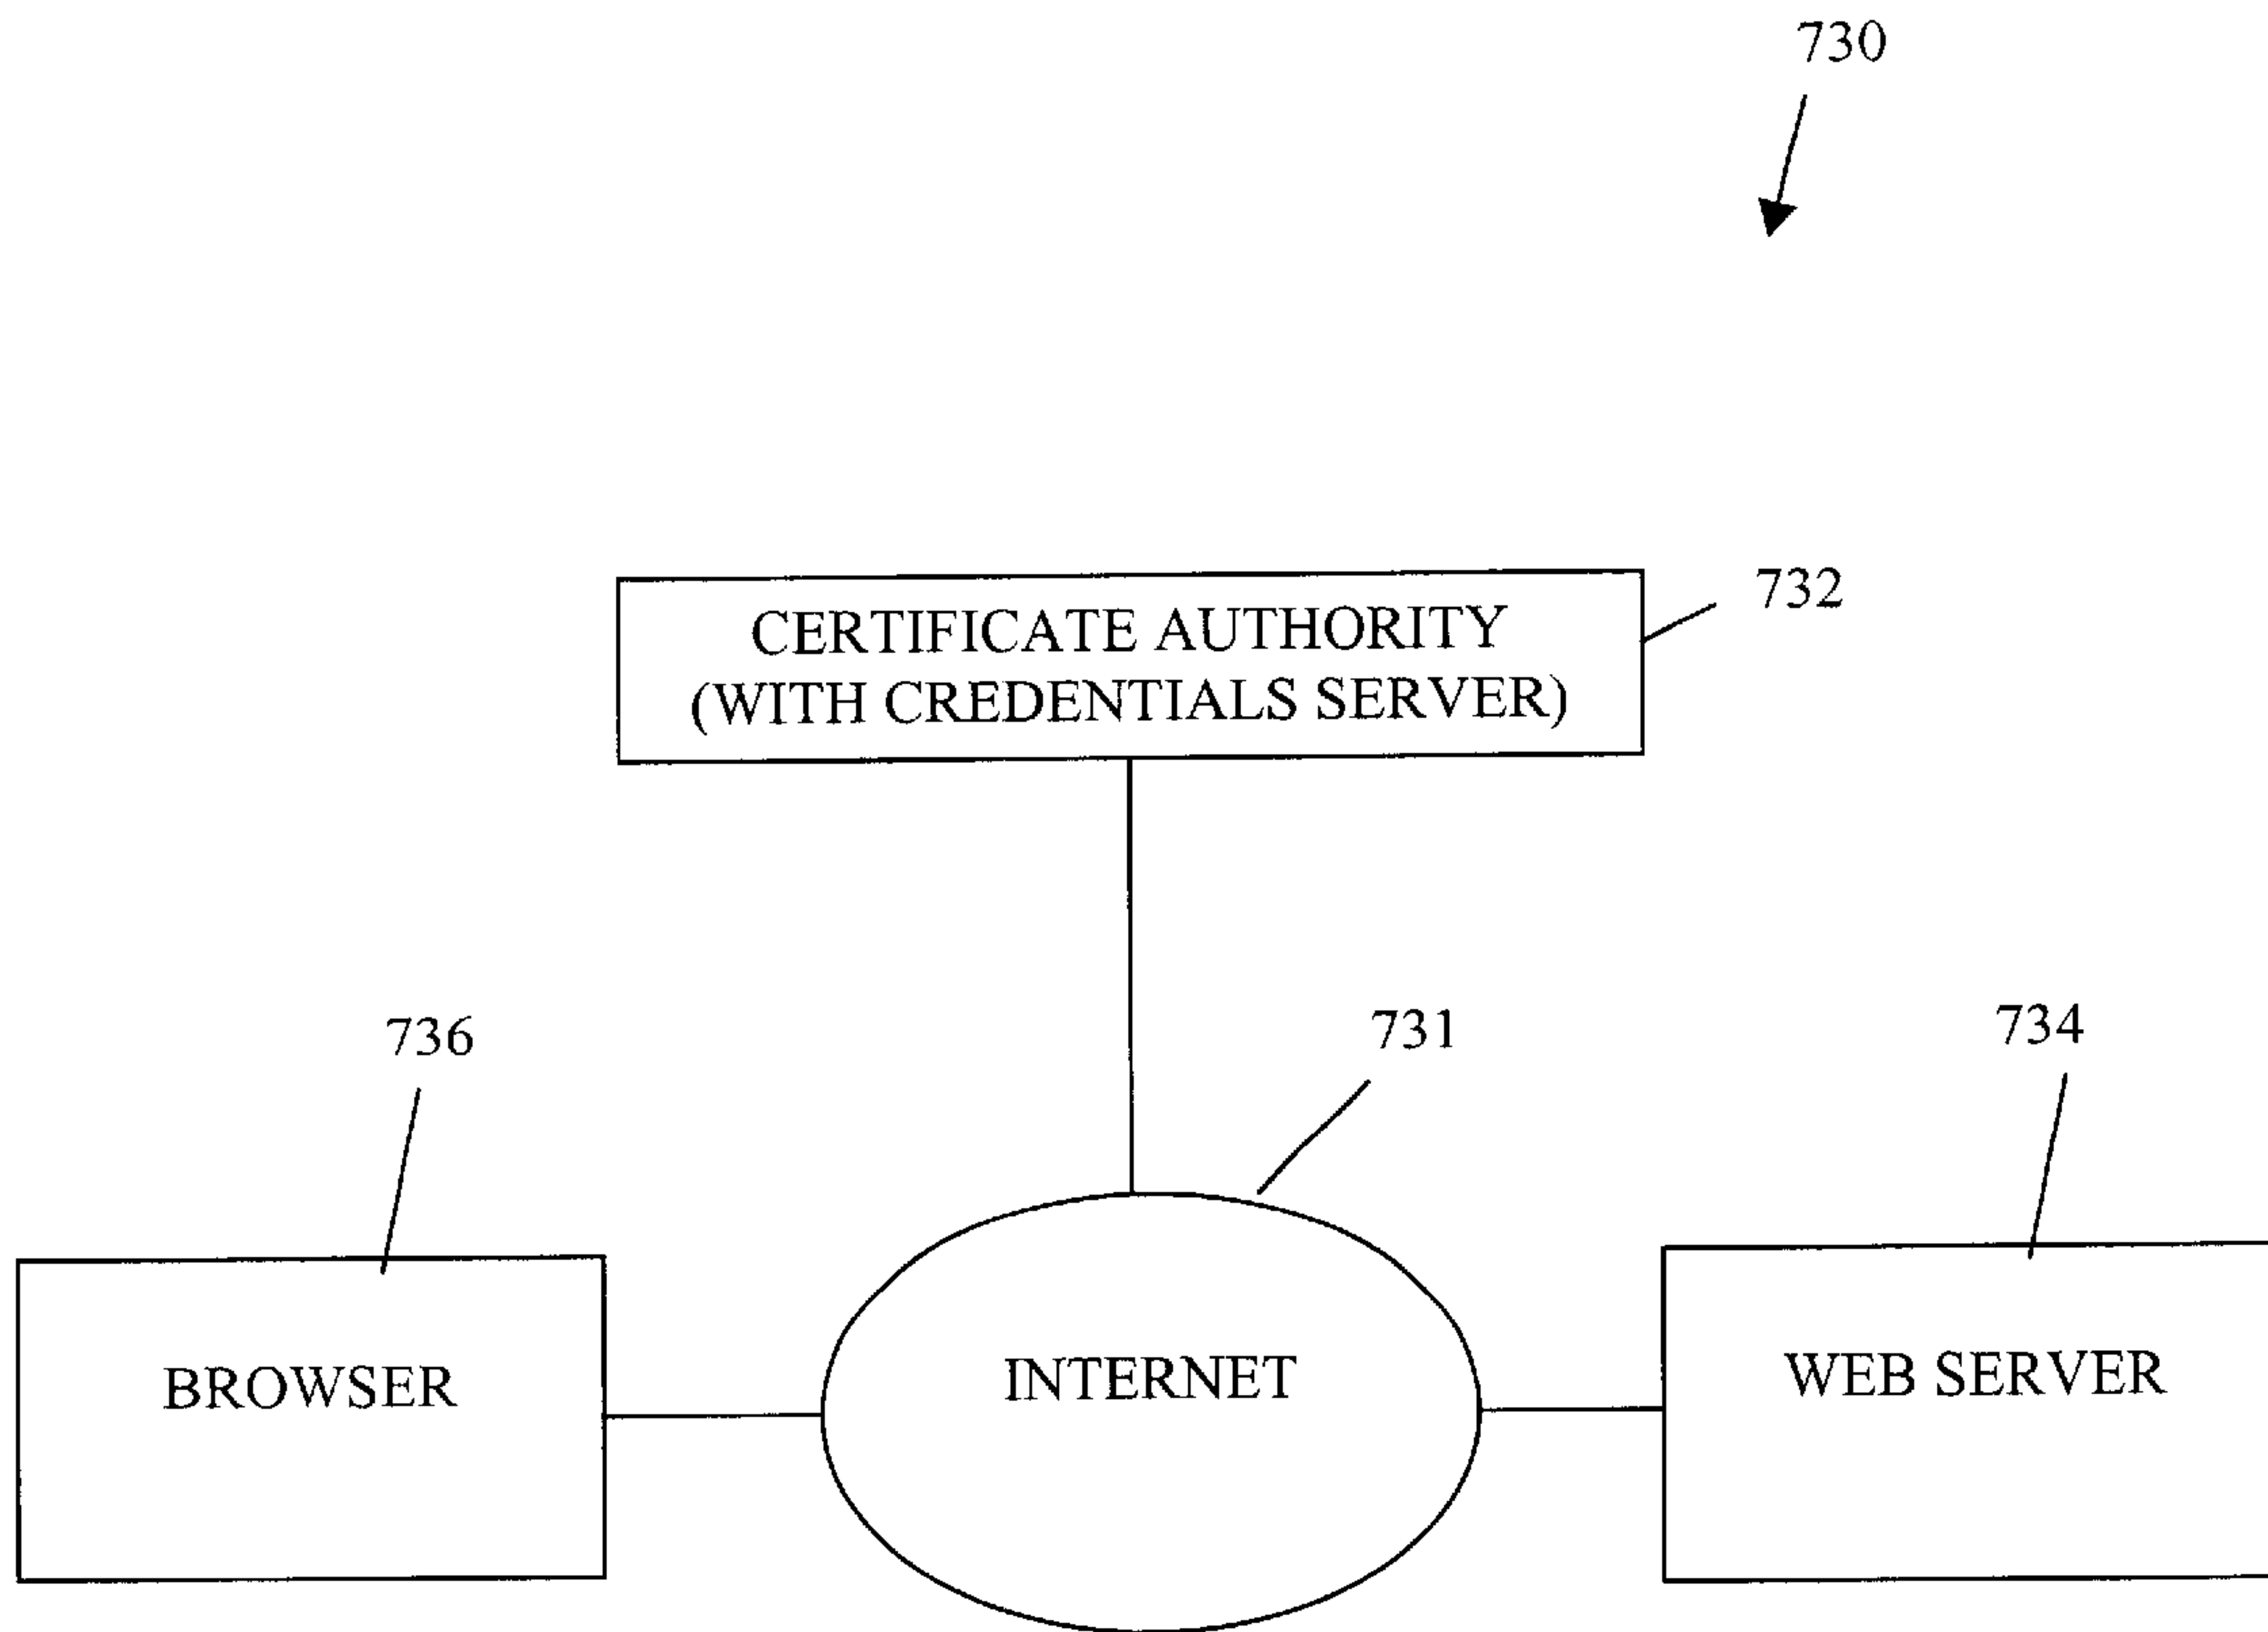 730
CERTIFICATE AUTHORITY
(WITH CREDENTIALS SERVER)
732
736
731
734
BROWSER
INTERNET
WEB SERVER